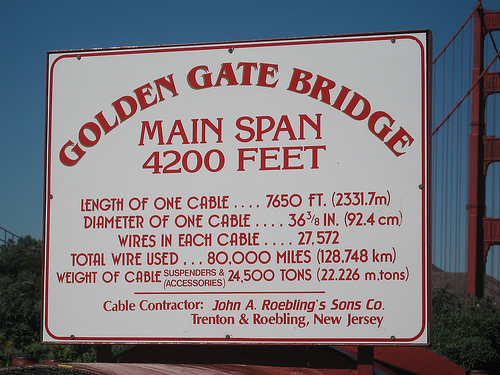 GOLDEN GATE BRIDGE
MAIN SPAN
4200 FEET
LENGTH OF ONE CABLE .... 7650 FT. (2331.7m)
DIAMETER OF ONE CABLE .... 36 3/8 IN. (92.4 cm)
WIRES IN EACH CABLE .... 27,572
TOTAL WIRE USED ... 80,000 MILES (128,748 km)
WEIGHT OF CABLE SUSPENDERS & (ACCESSORIES) 24,500 TONS (22.226 m.tons)
Cable Contractor: John A. Roebling's Sons Co.
Trenton & Roebling, New Jersey